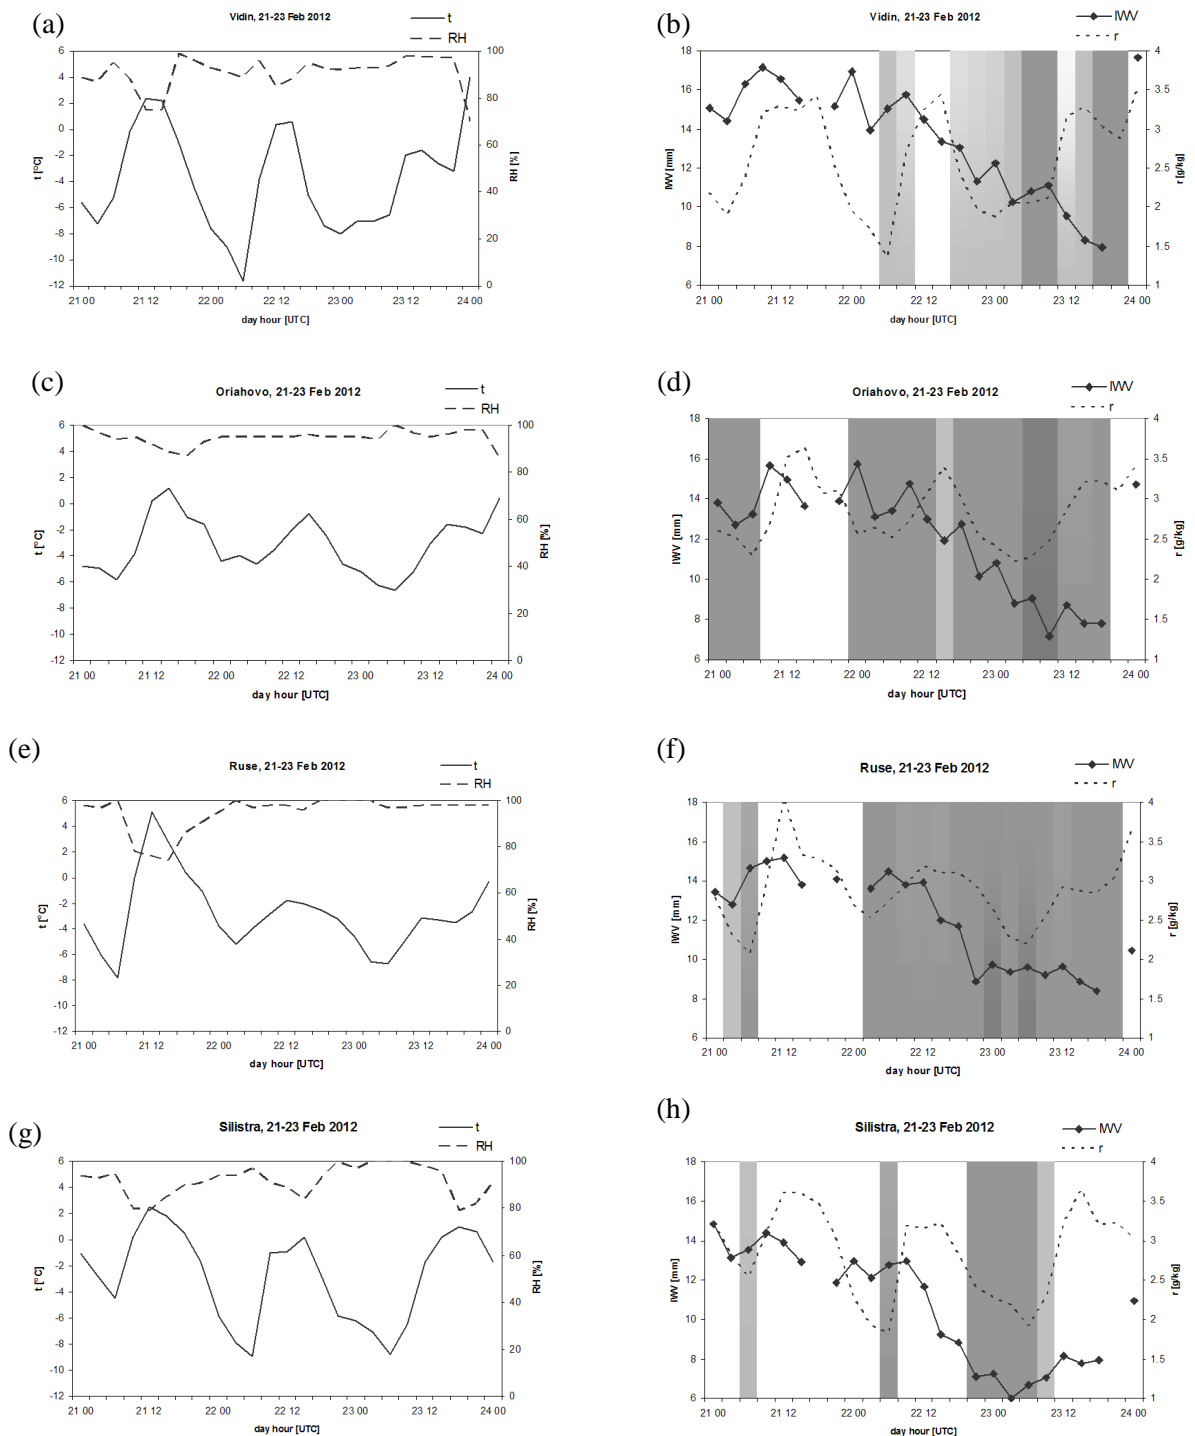 (a)
Vidin, 21-23 Feb 2012
t
RH
6 4 2 0 -2 -4 -6 -8 -10 -12
t [°C]
100 80 60 40 20 0
RH [%]
21 00 21 12 22 00 22 12 23 00 23 12 24 00
day hour [UTC]
(b)
Vidin, 21-23 Feb 2012
IWV
r
18 16 14 12 10 8 6
IWV [mm]
4 3.5 3 2.5 2 1.5 1
r [g/kg]
21 00 21 12 22 00 22 12 23 00 23 12 24 00
day hour [UTC]
(c)
Oriahovo, 21-23 Feb 2012
t
RH
6 4 2 0 -2 -4 -6 -8 -10 -12
t [°C]
100 80 60 40 20 0
RH [%]
21 00 21 12 22 00 22 12 23 00 23 12 24 00
day hour [UTC]
(d)
Oriahovo, 21-23 Feb 2012
IWV
r
18 16 14 12 10 8 6
IWV [mm]
4 3.5 3 2.5 2 1.5 1
r [g/kg]
21 00 21 12 22 00 22 12 23 00 23 12 24 00
day hour [UTC]
(e)
Ruse, 21-23 Feb 2012
t
RH
6 4 2 0 -2 -4 -6 -8 -10 -12
t [°C]
100 80 60 40 20 0
RH [%]
21 00 21 12 22 00 22 12 23 00 23 12 24 00
day hour [UTC]
(f)
Ruse, 21-23 Feb 2012
IWV
r
18 16 14 12 10 8 6
IWV [mm]
4 3.5 3 2.5 2 1.5 1
r [g/kg]
21 00 21 12 22 00 22 12 23 00 23 12 24 00
day hour [UTC]
(g)
Silistra, 21-23 Feb 2012
t
RH
6 4 2 0 -2 -4 -6 -8 -10 -12
t [°C]
100 80 60 40 20 0
RH [%]
21 00 21 12 22 00 22 12 23 00 23 12 24 00
day hour [UTC]
(h)
Silistra, 21-23 Feb 2012
IWV
r
18 16 14 12 10 8 6
IWV [mm]
4 3.5 3 2.5 2 1.5 1
r [g/kg]
21 00 21 12 22 00 22 12 23 00 23 12 24 00
day hour [UTC]